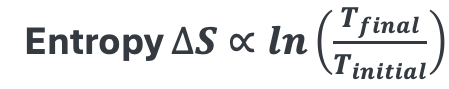 Entropy ΔS ∝ ln (T_final / T_initial)